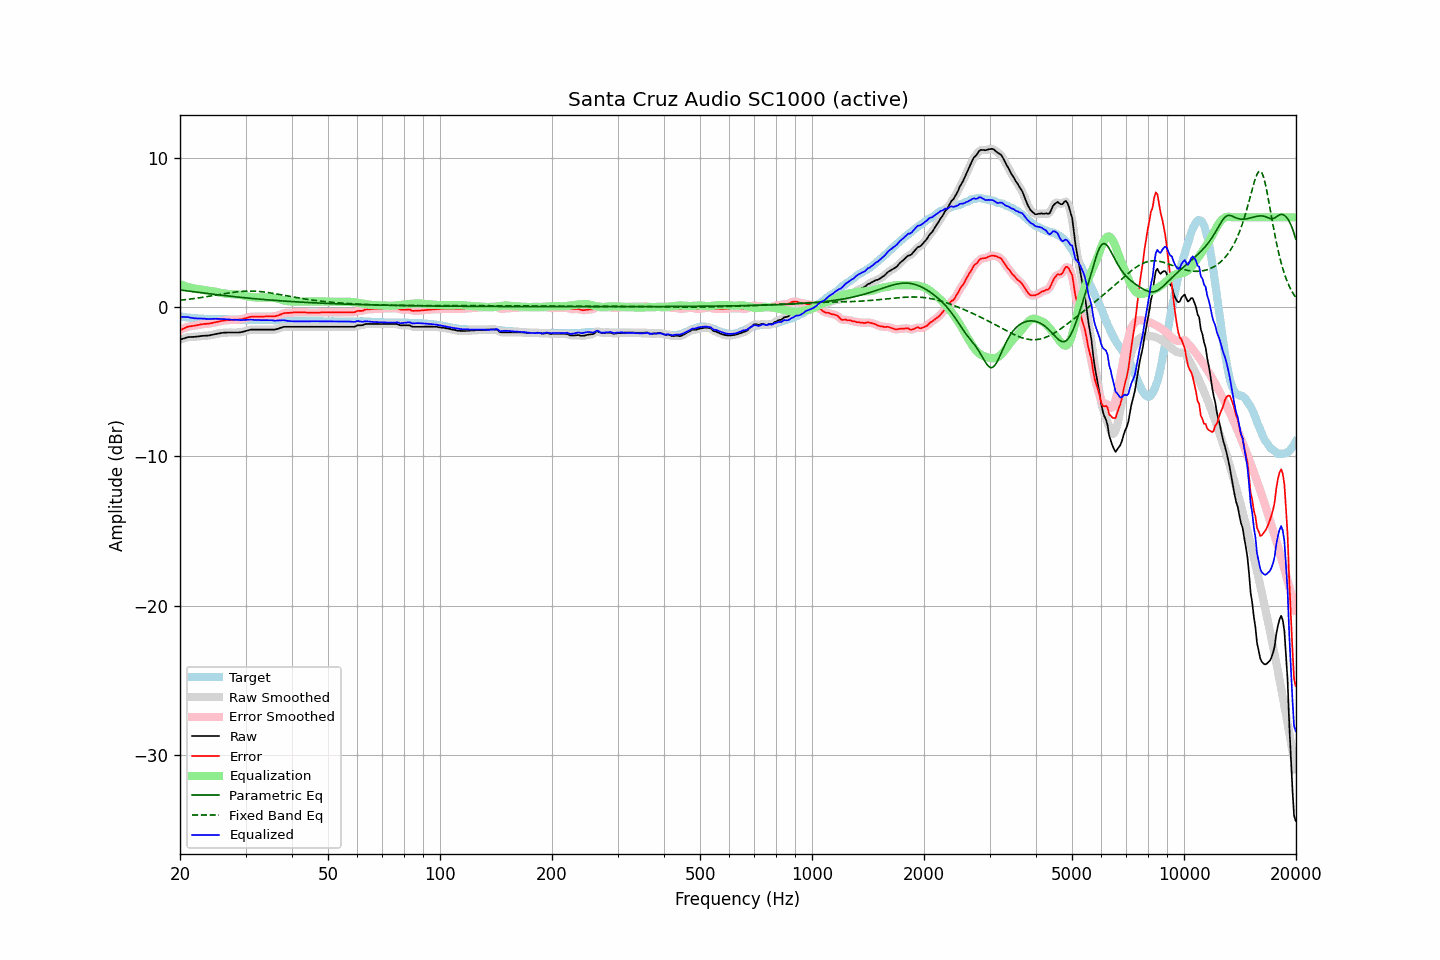 Santa Cruz Audio SC1000 (active)
Amplitude (dBr)
10
0
−10
−20
−30
Target
Raw Smoothed
Error Smoothed
Raw
Error
Equalization
Parametric Eq
Fixed Band Eq
Equalized
20 50 100 200 500 1000 2000 5000 10000 20000
Frequency (Hz)